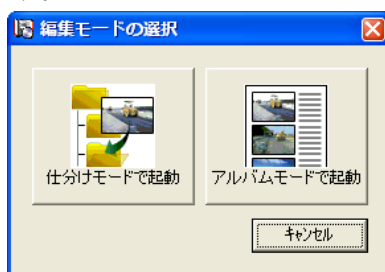 編集モードの選択
仕分けモードで起動
アルバムモードで起動
ｷｬﾝｾﾙ